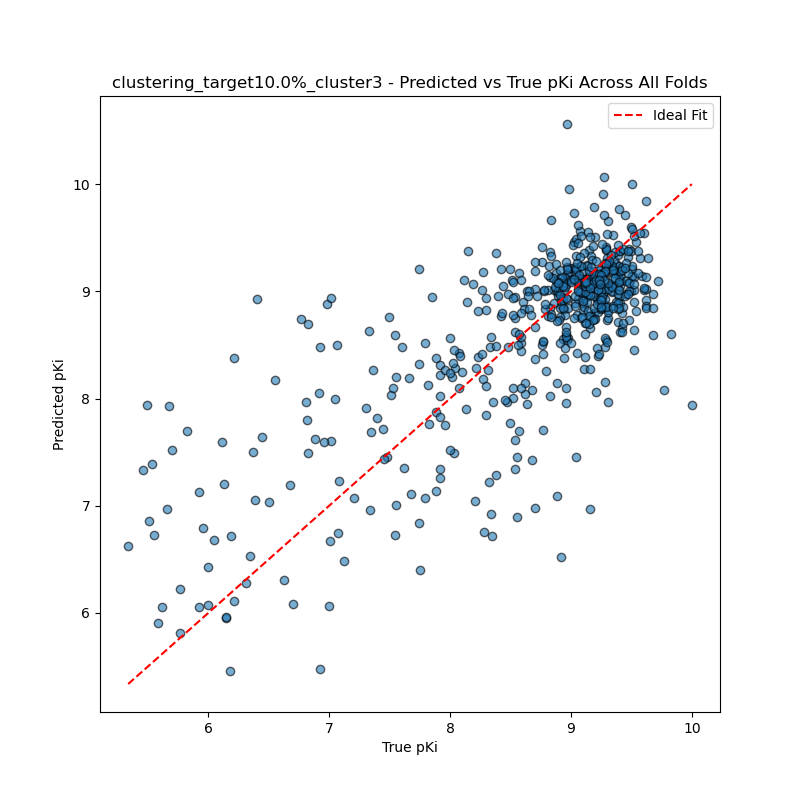 clustering_target10.0%_cluster3 - Predicted vs True pKi Across All Folds
Ideal Fit
10
9
8
7
6
Predicted pKi
6 7 8 9 10
True pKi